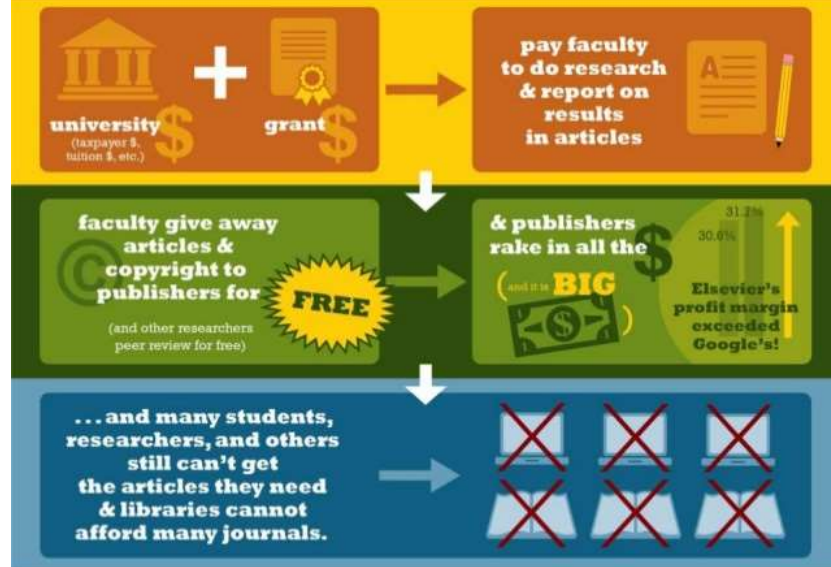 university
(taxpayer $,
tuition $, etc.)
$
+
grant
$
pay faculty
to do research
& report on
results
in articles
A
faculty give away
articles &
copyright to
publishers for
FREE
(and other researchers
peer review for free)
©
& publishers
rake in all the
$
(and it is BIG
)
$
1
1
1
30.6%
31.2%
Elsevier's
profit margin
exceeded
Google's!
...and many students,
researchers, and others
still can't get
the articles they need
& libraries cannot
afford many journals.